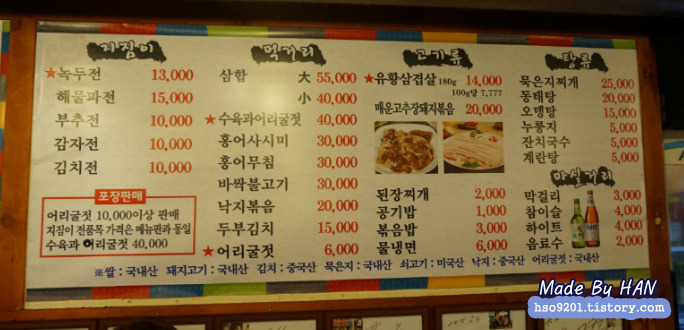 지짐이
★녹두전 13,000
해물파전 15,000
부추전 10,000
감자전 10,000
김치전 10,000
포장판매
어리굴젓 10,000이상 판매
지짐이 전품목 가격은 메뉴판과 동일
수육과 어리굴젓 40,000
먹거리
삼합 大 55,000
小 40,000
★수육과어리굴젓 40,000
홍어사시미 30,000
홍어무침 30,000
바싹불고기 30,000
낙지볶음 20,000
두부김치 15,000
★어리굴젓 6,000
고기류
★유황삼겹살 180g 14,000
100g당 7,777
매운고추장돼지볶음 20,000
된장찌개 2,000
공기밥 1,000
볶음밥 3,000
물냉면 6,000
탕류
묵은지찌개 25,000
동태탕 20,000
오뎅탕 15,000
누룽지 5,000
잔치국수 5,000
계란탕 5,000
마실거리
막걸리 3,000
참이슬 4,000
하이트 4,000
음료수 2,000
※쌀 : 국내산 돼지고기 : 국내산 김치 : 중국산 묵은지 : 국내산 쇠고기 : 미국산 낙지 : 중국산 어리굴젓 : 국내산
Made By HAN
hso9201.tistory.com